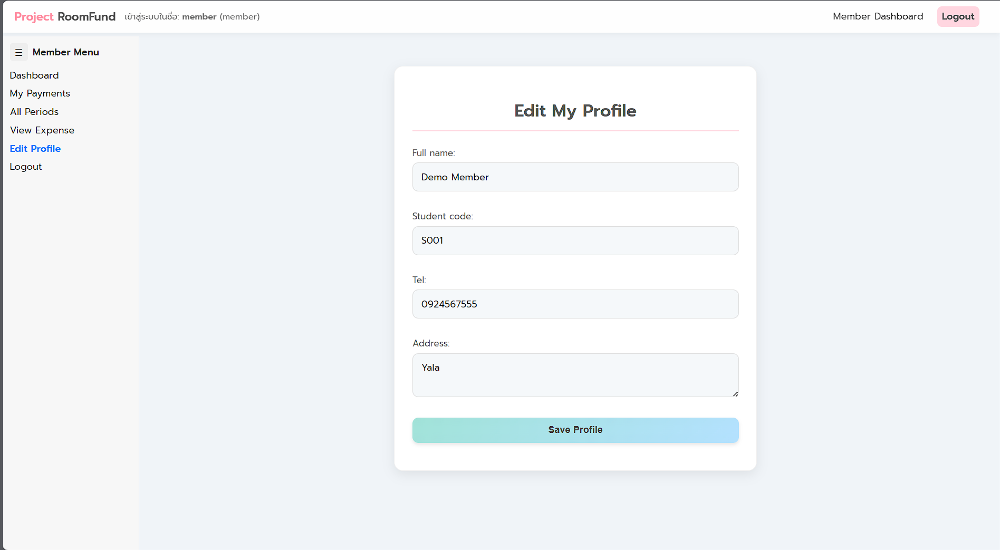 Project RoomFund เข้าสู่ระบบในชื่อ: member (member) Member Dashboard Logout
☰ Member Menu
Dashboard
My Payments
All Periods
View Expense
Edit Profile
Logout
Edit My Profile
Full name:
Demo Member
Student code:
S001
Tel:
0924567555
Address:
Yala
Save Profile